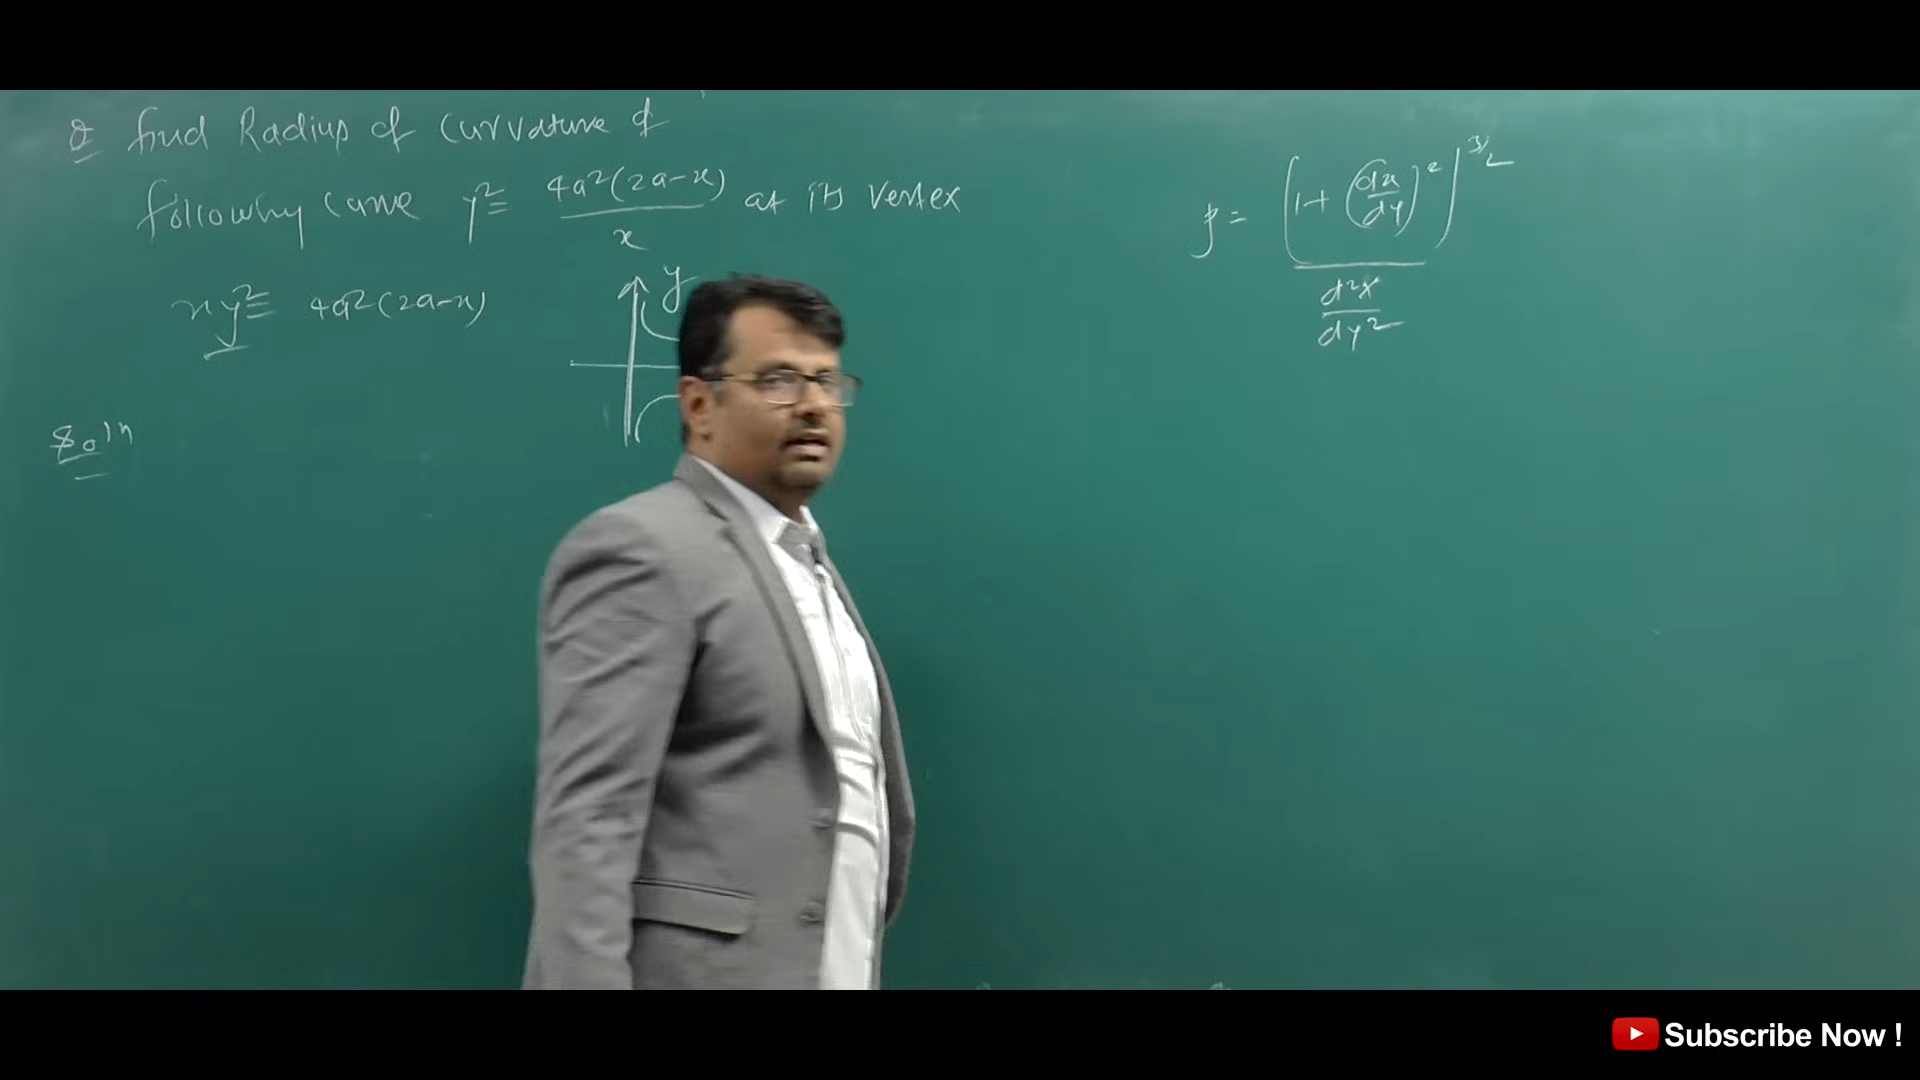 Q find Radius of Curvature of
following curve y² = 4a²(2a-x)/x at its vertex
xy² = 4a²(2a-x)
y
Soln
ρ = [1+(dx/dy)²]^3/2 / d²x/dy²
Subscribe Now !